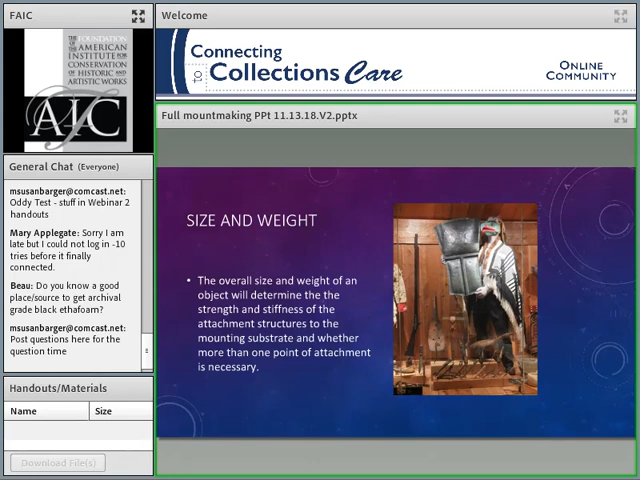 FAIC
THE FOUNDATION
OF THE AMERICAN
INSTITUTE FOR
CONSERVATION
OF HISTORIC AND
ARTISTIC WORKS
AIC
General Chat (Everyone)
msusanbarger@comcast.net:
Oddy Test - stuff in Webinar 2
handouts
Mary Applegate: Sorry I am
late but I could not log in -10
tries before it finally
connected.
Beau: Do you know a good
place/source to get archival
grade black ethafoam?
msusanbarger@comcast.net:
Post questions here for the
question time
Handouts/Materials
Name Size
Download File(s)
Welcome
Connecting
to Collections Care
ONLINE
COMMUNITY
Full mountmaking PPt 11.13.18.V2.pptx
SIZE AND WEIGHT
• The overall size and weight of an
object will determine the the
strength and stiffness of the
attachment structures to the
mounting substrate and whether
more than one point of attachment
is necessary.